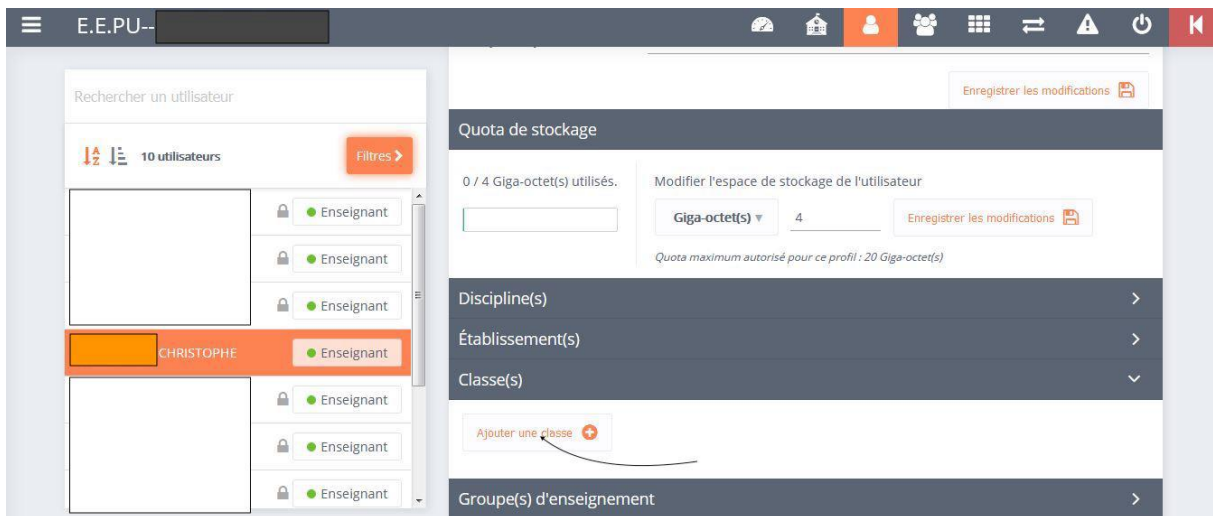 E.E.PU--
Rechercher un utilisateur
10 utilisateurs
Filtres
Enseignant
Enseignant
Enseignant
CHRISTOPHE
Enseignant
Enseignant
Enseignant
Enseignant
Enregistrer les modifications
Quota de stockage
0 / 4 Giga-octet(s) utilisés.
Modifier l'espace de stockage de l'utilisateur
Giga-octet(s) 4 Enregistrer les modifications
Quota maximum autorisé pour ce profil : 20 Giga-octet(s)
Discipline(s)
Établissement(s)
Classe(s)
Ajouter une classe
Groupe(s) d'enseignement